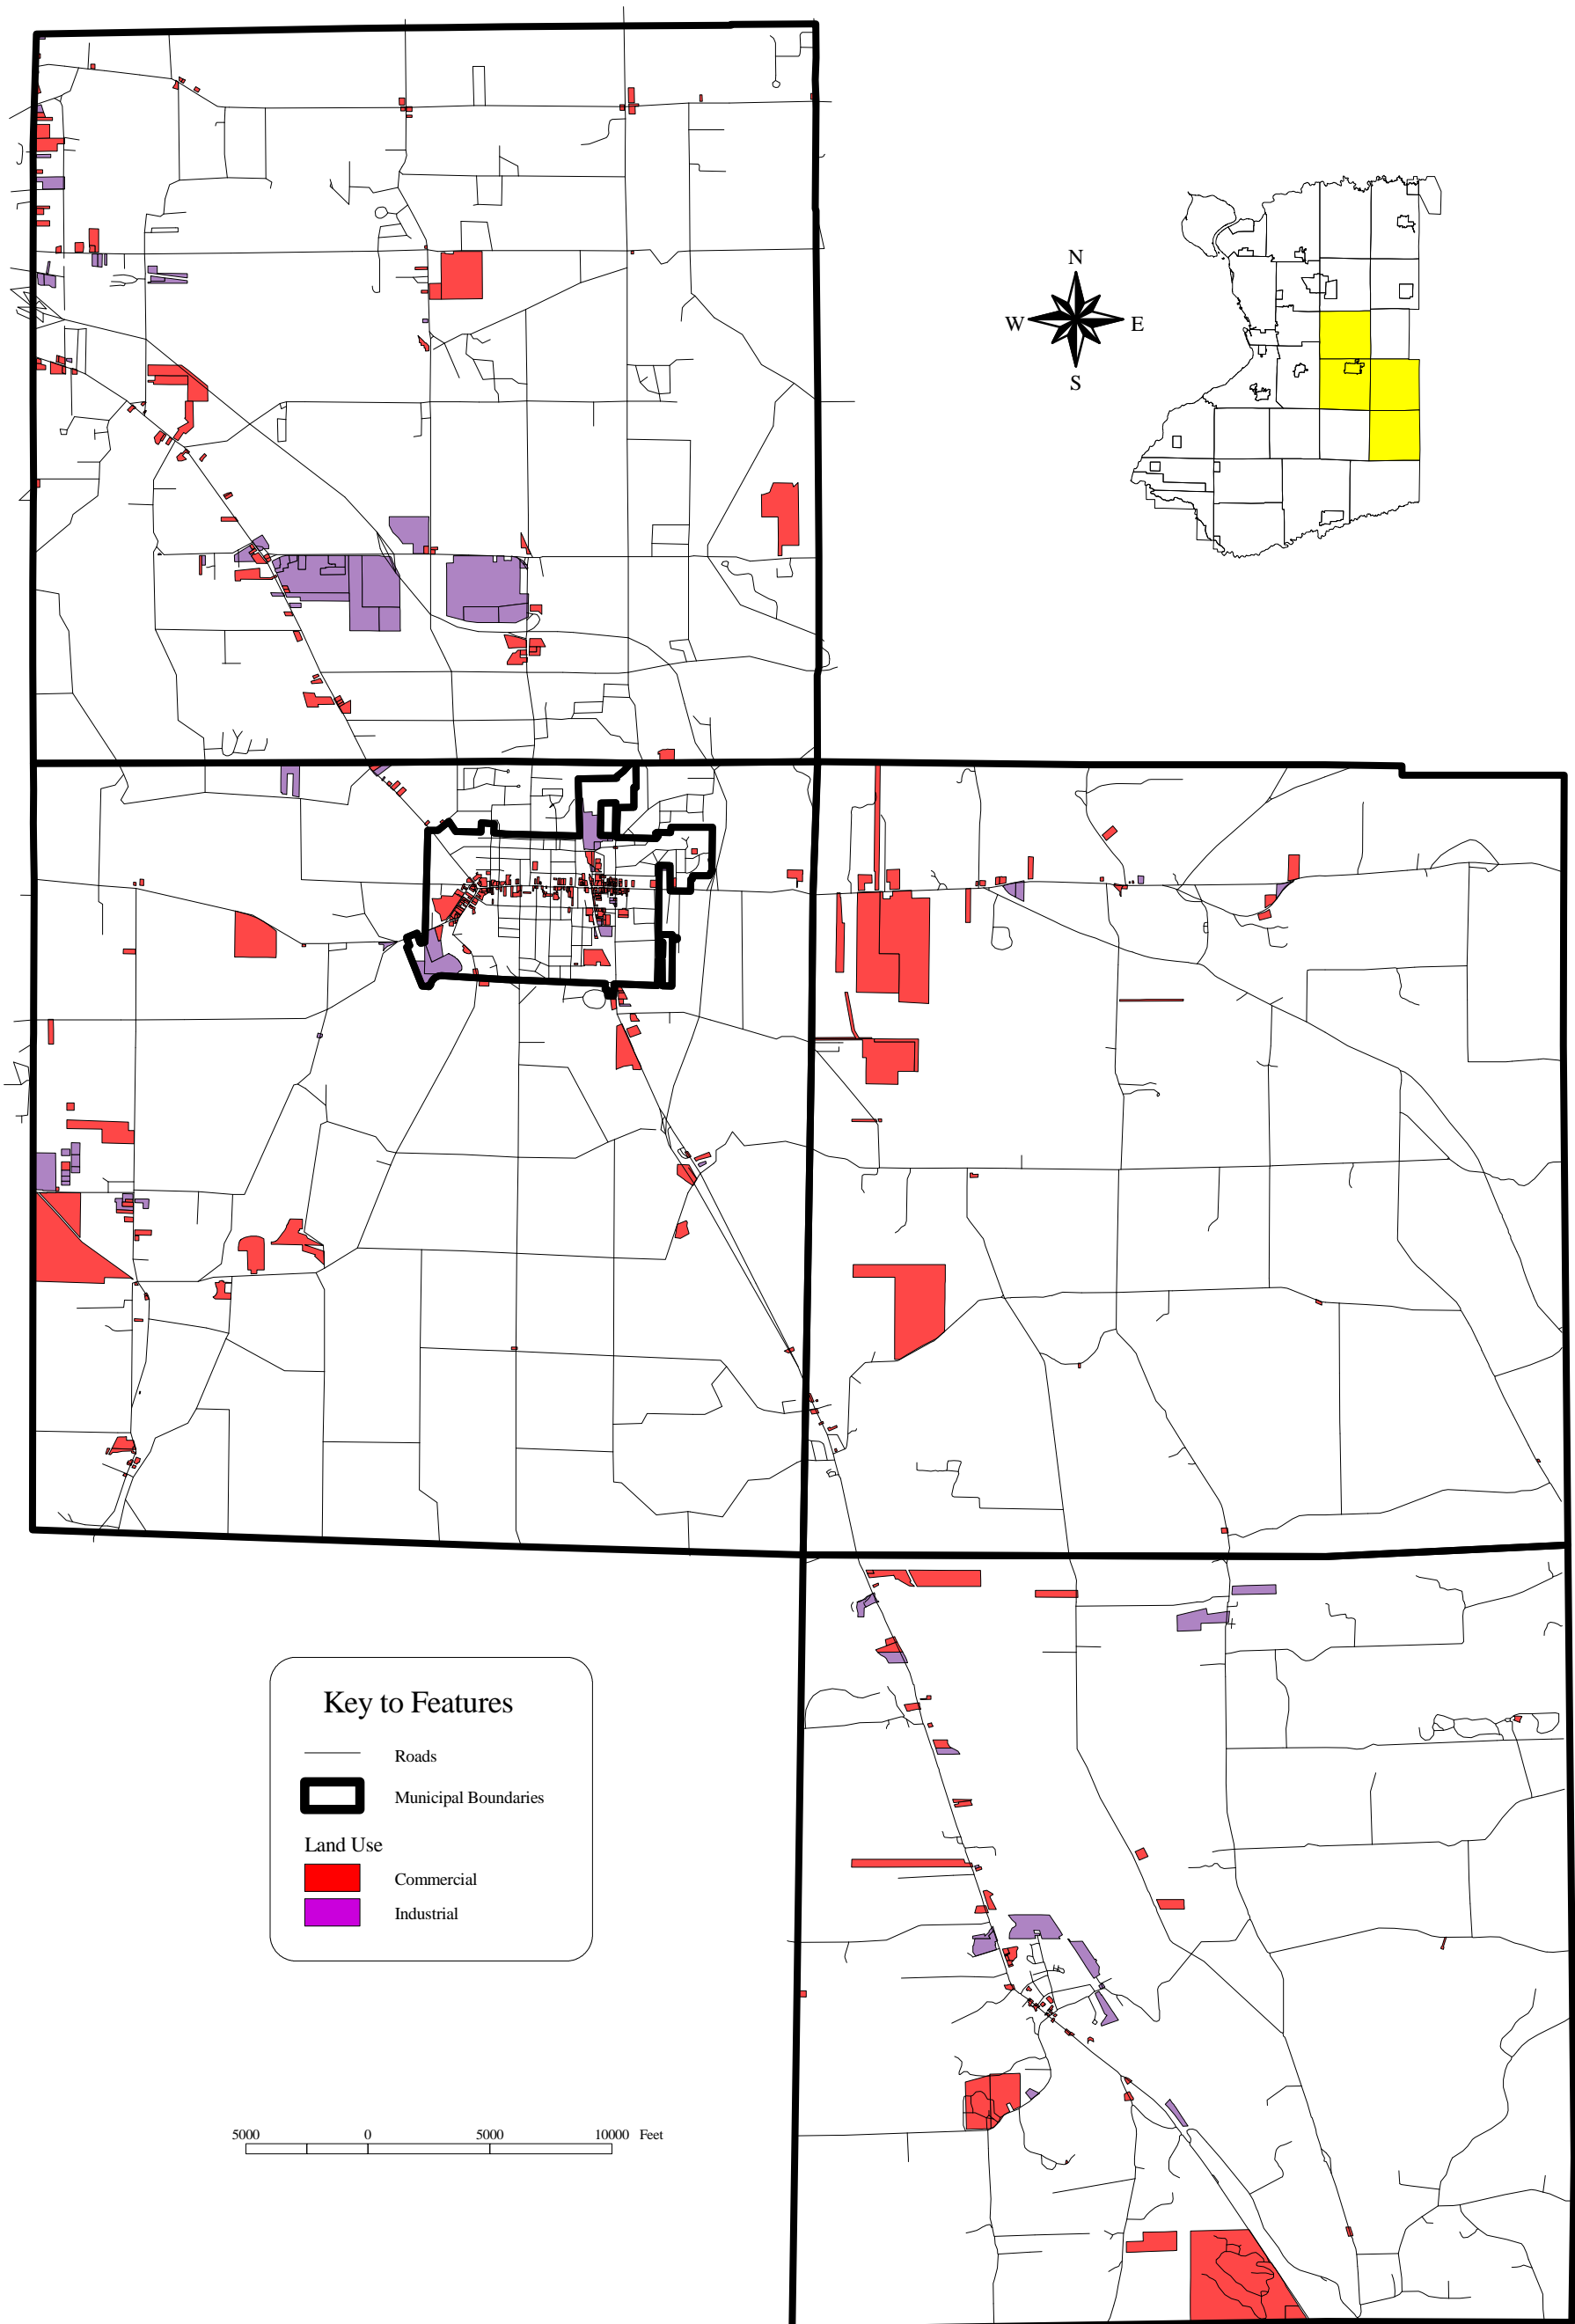 N
W E
S
Key to Features
Roads
Municipal Boundaries
Land Use
Commercial
Industrial
5000 0 5000 10000 Feet